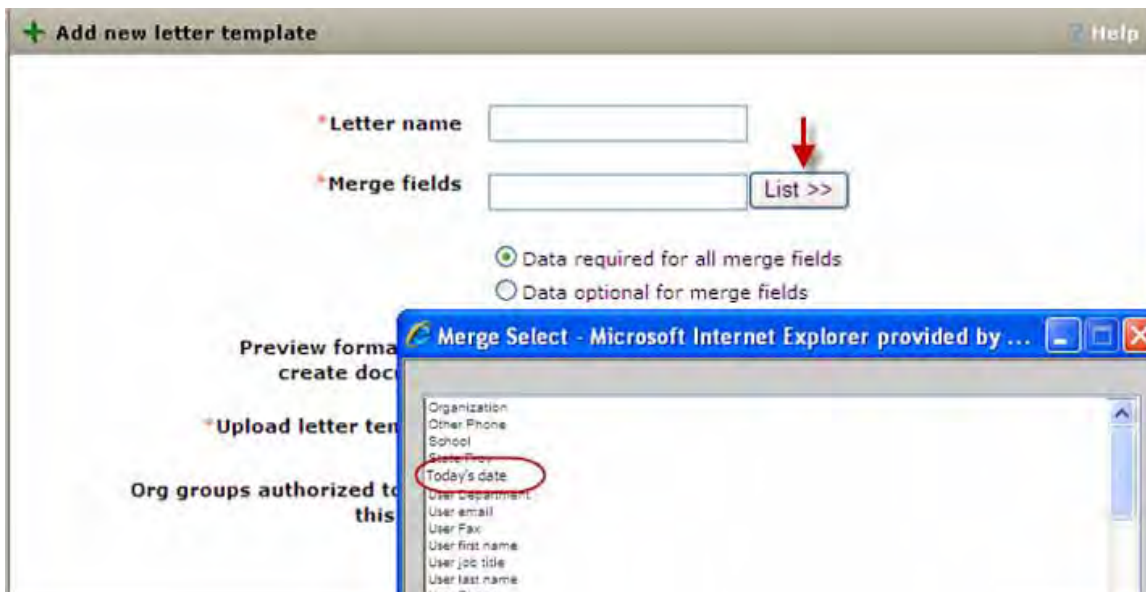 Add new letter template
? Help
*Letter name
*Merge fields
List >>
Data required for all merge fields
Data optional for merge fields
Preview forma
create doc
*Upload letter ten
Org groups authorized to
this
Merge Select - Microsoft Internet Explorer provided by ...
Organization
Other Phone
School
State Prov
Today's date
User Department
User email
User Fax
User first name
User job title
User last name